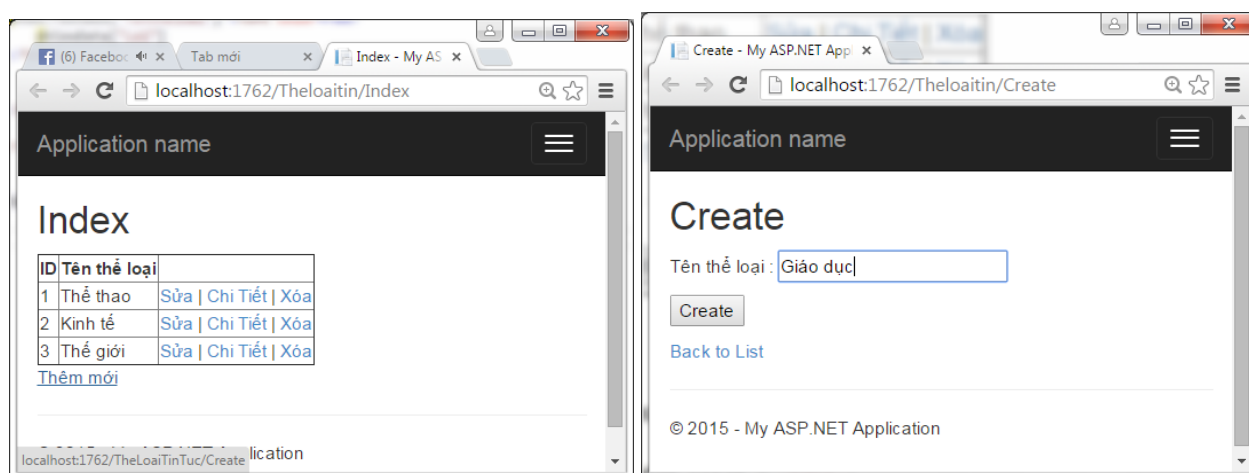 (6) Faceboc
Tab mới
Index - My AS
localhost:1762/Theloaitin/Index
Application name
Index
ID Tên thể loại
1 Thể thao Sửa | Chi Tiết | Xóa
2 Kinh tế Sửa | Chi Tiết | Xóa
3 Thế giới Sửa | Chi Tiết | Xóa
Thêm mới
lication
localhost:1762/TheLoaiTinTuc/Create
Create - My ASP.NET Appl
localhost:1762/Theloaitin/Create
Application name
Create
Tên thể loại : Giáo dục
Create
Back to List
© 2015 - My ASP.NET Application